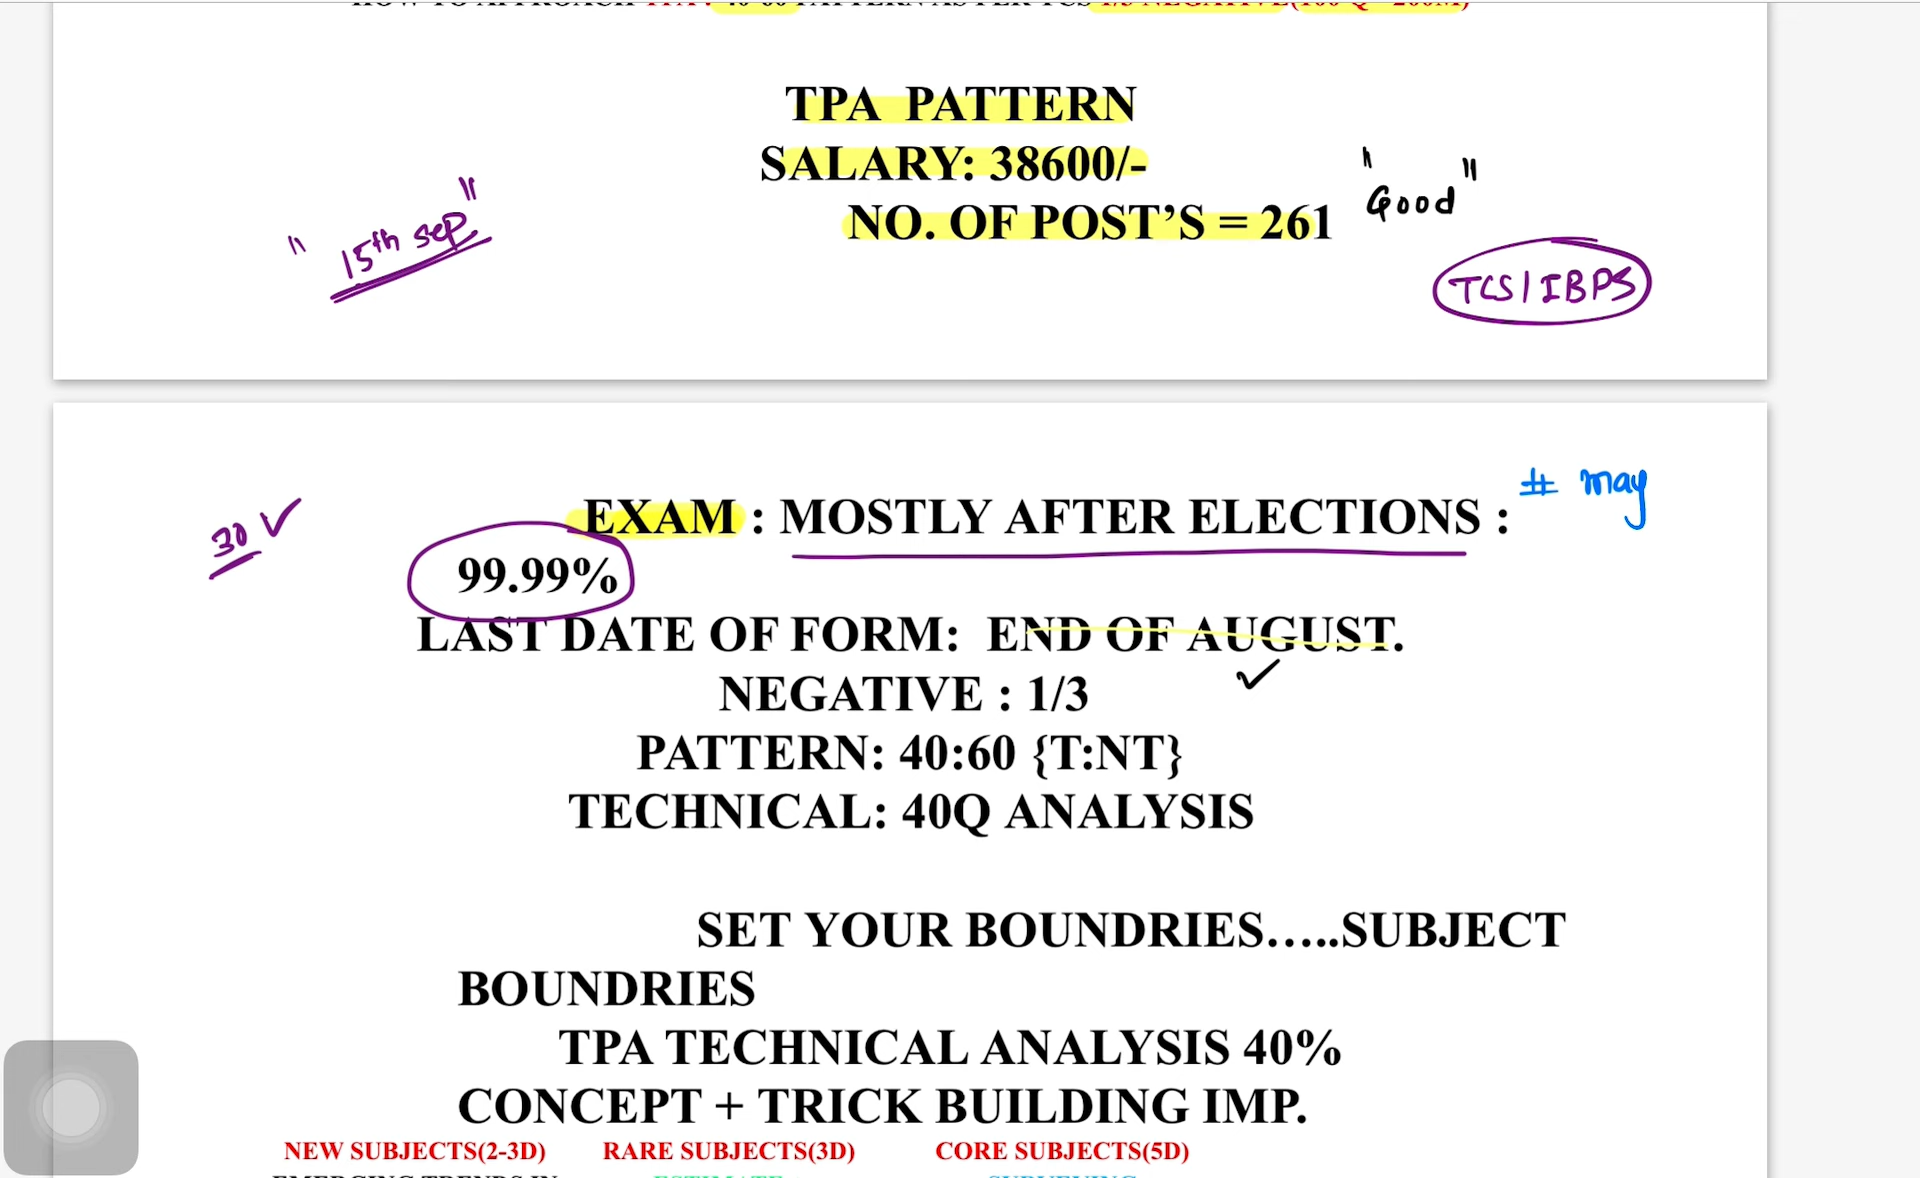 TPA PATTERN
SALARY: 38600/-
NO. OF POST’S = 261
" Good "
" 15th sep "
TCS/IBPS
EXAM : MOSTLY AFTER ELECTIONS :
# may
30 ✓
99.99%
LAST DATE OF FORM: END OF AUGUST.
NEGATIVE : 1/3
PATTERN: 40:60 {T:NT}
TECHNICAL: 40Q ANALYSIS
SET YOUR BOUNDRIES…..SUBJECT
BOUNDRIES
TPA TECHNICAL ANALYSIS 40%
CONCEPT + TRICK BUILDING IMP.
NEW SUBJECTS(2-3D) RARE SUBJECTS(3D) CORE SUBJECTS(5D)